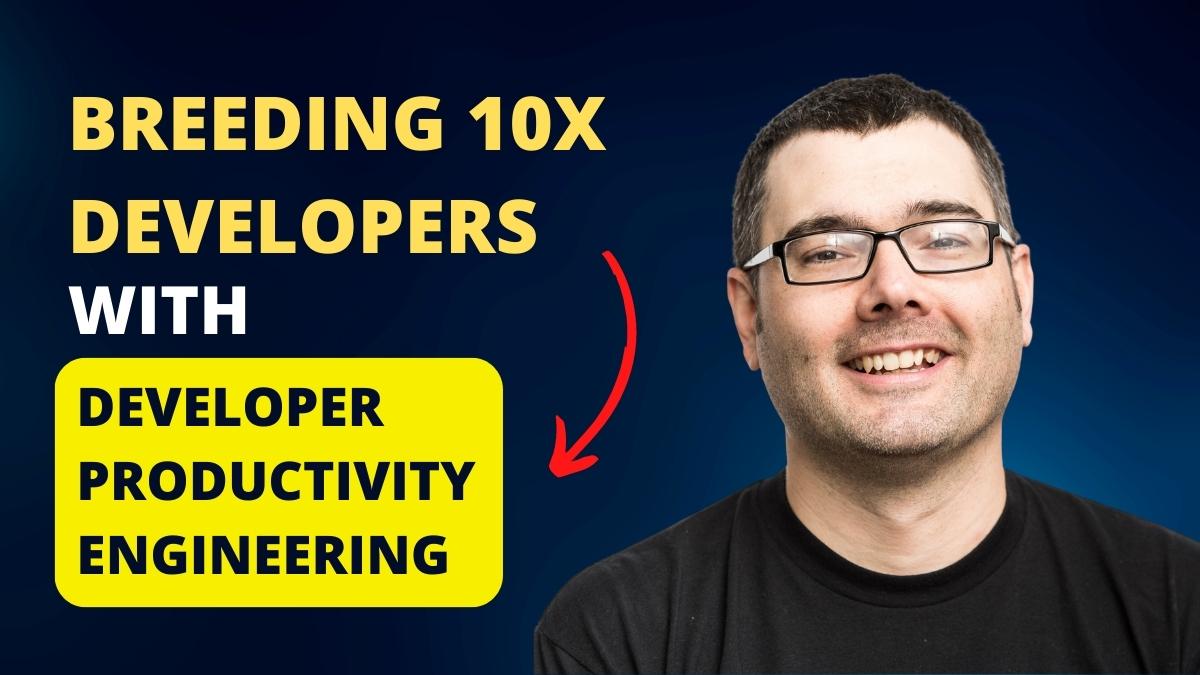 BREEDING 10X
DEVELOPERS
WITH
DEVELOPER
PRODUCTIVITY
ENGINEERING